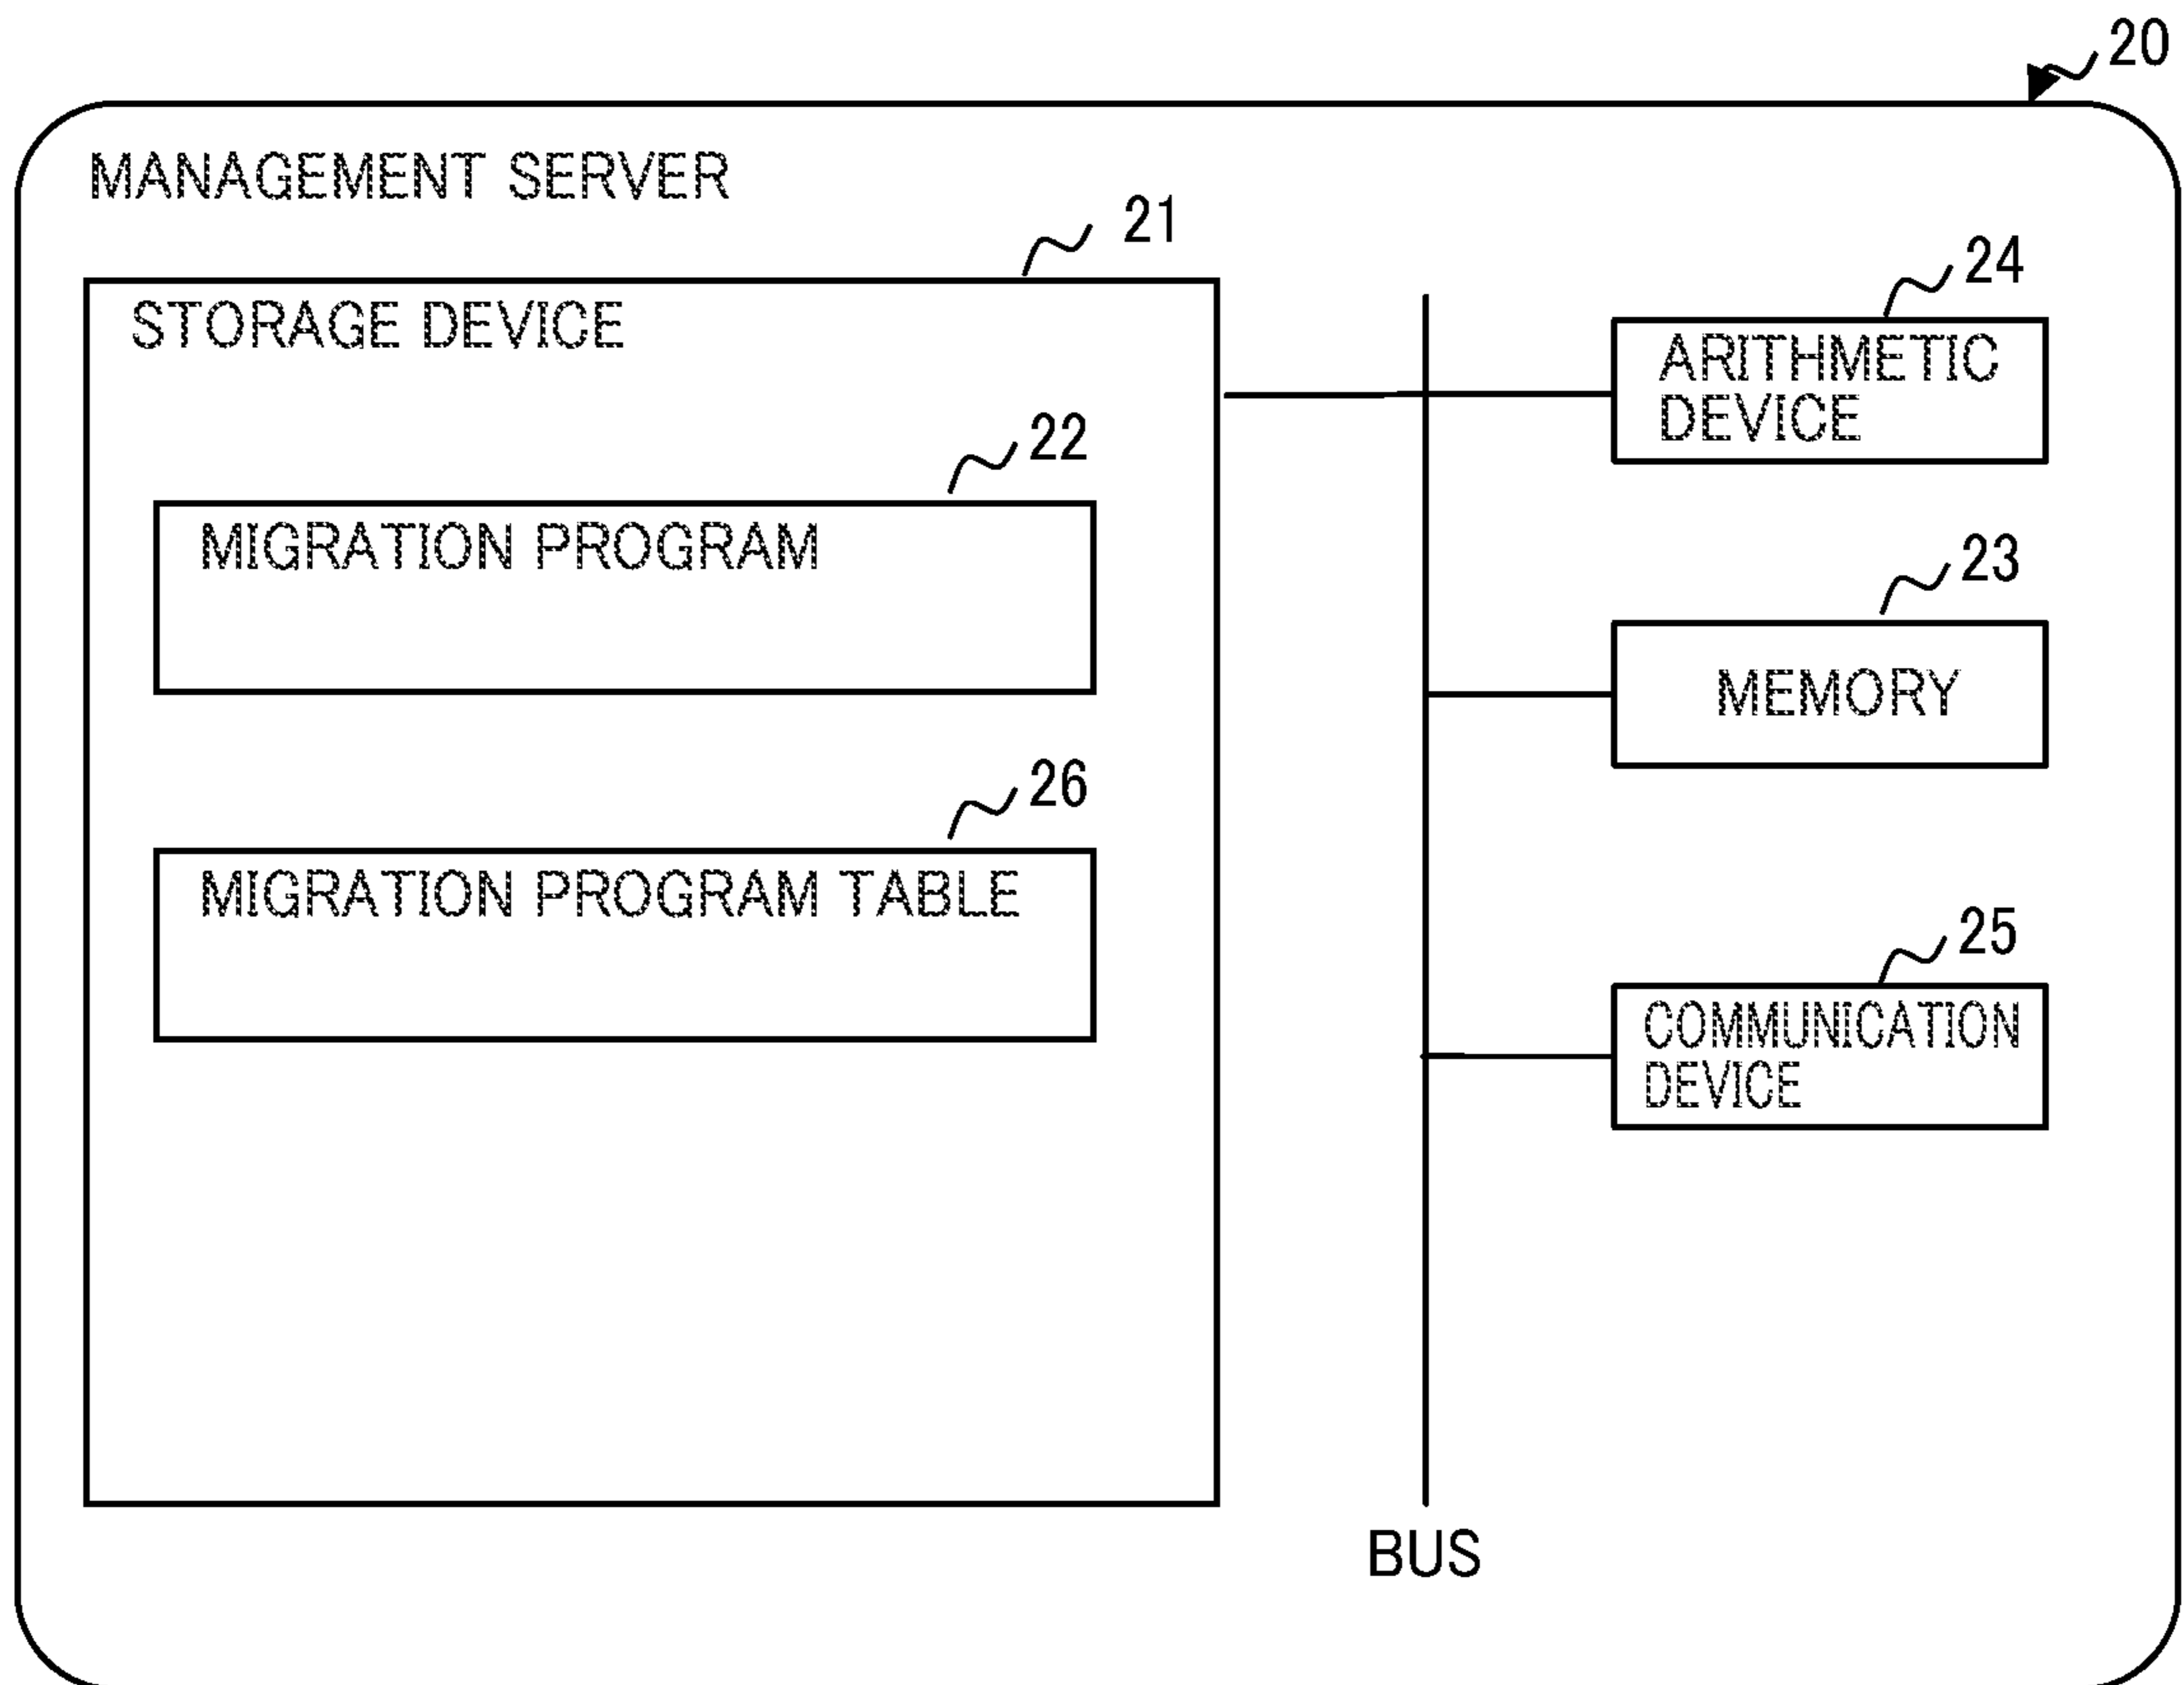 20
MANAGEMENT SERVER
21
STORAGE DEVICE
22
MIGRATION PROGRAM
26
MIGRATION PROGRAM TABLE
24
ARITHMETIC
DEVICE
23
MEMORY
25
COMMUNICATION
DEVICE
BUS